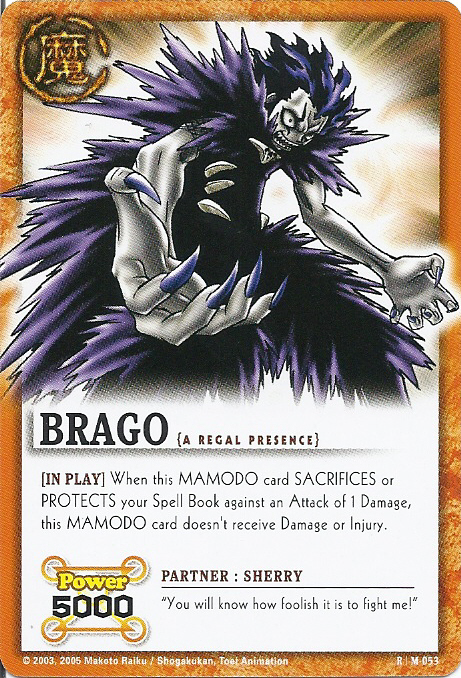 魔
BRAGO {A REGAL PRESENCE}
[IN PLAY] When this MAMODO card SACRIFICES or
PROTECTS your Spell Book against an Attack of 1 Damage,
this MAMODO card doesn't receive Damage or Injury.
Power
5000
PARTNER : SHERRY
"You will know how foolish it is to fight me!"
© 2003, 2005 Makoto Raiku / Shogakukan, Toei Animation
R | M-053